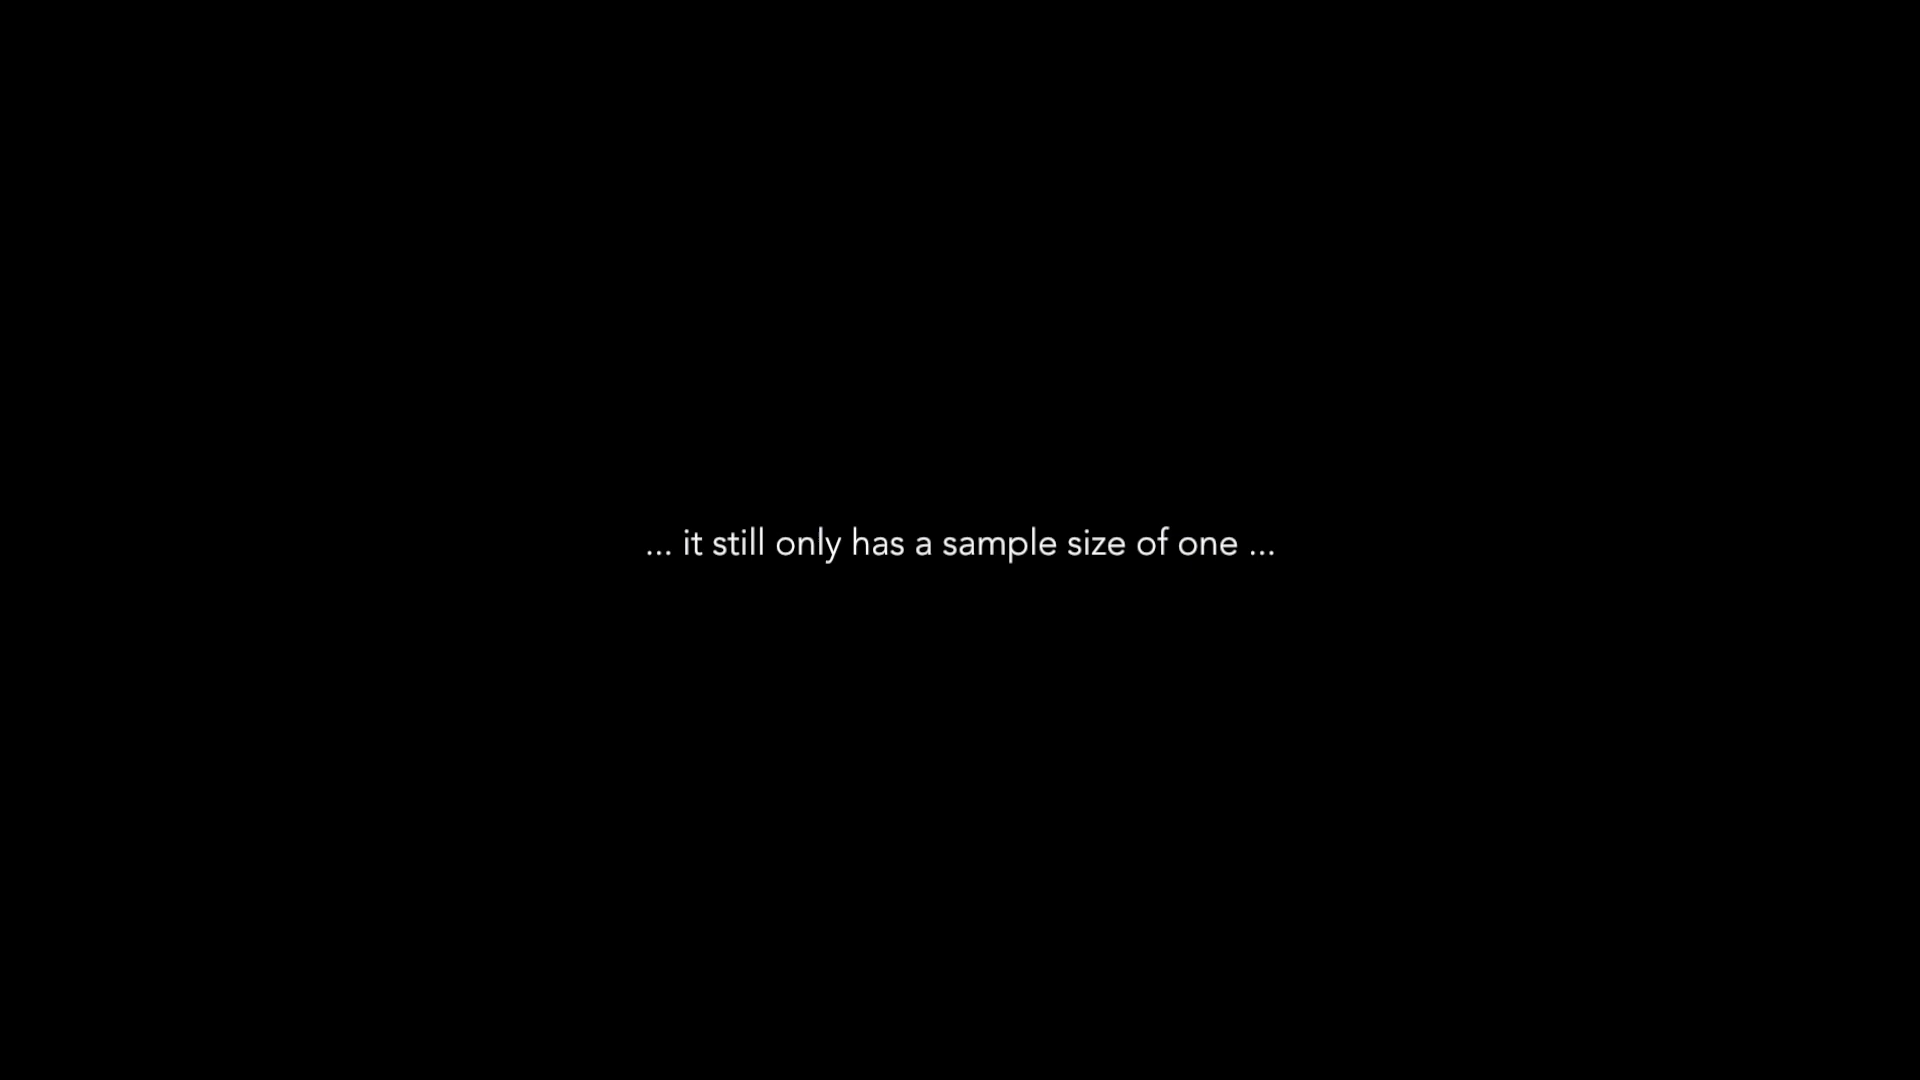 ... it still only has a sample size of one ...